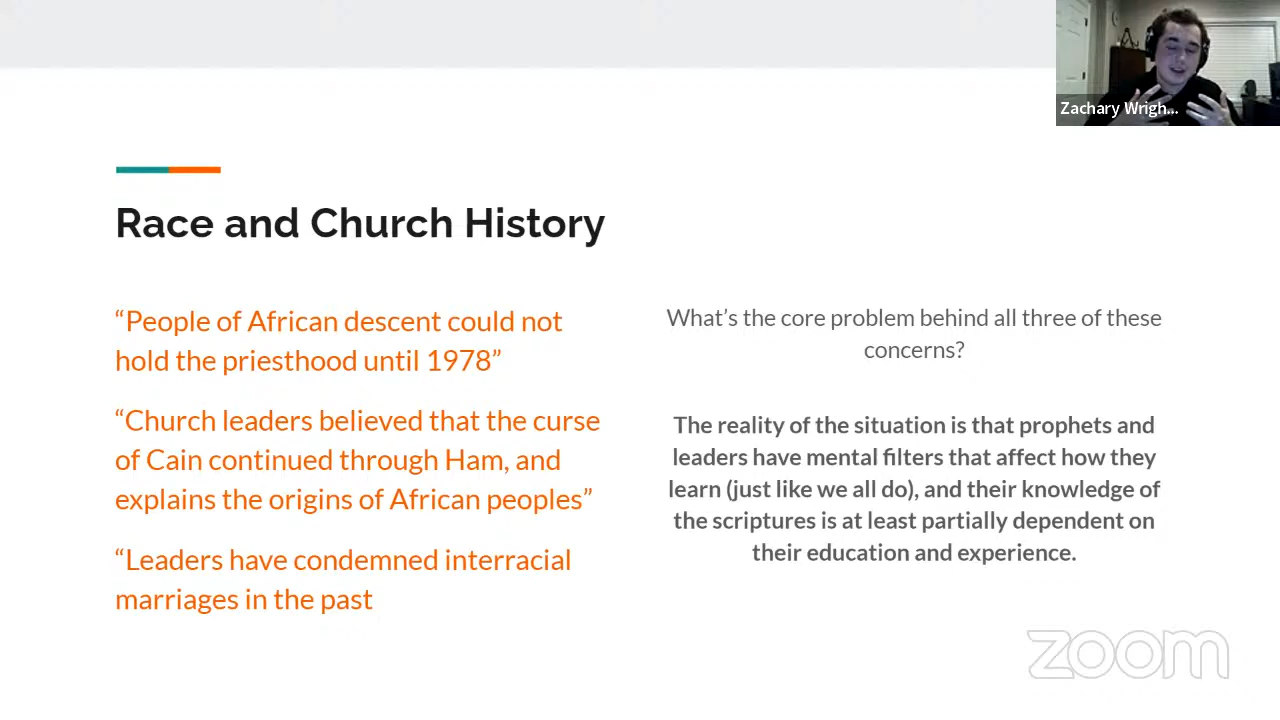 Zachary Wrigh...
Race and Church History
“People of African descent could not
hold the priesthood until 1978”
“Church leaders believed that the curse
of Cain continued through Ham, and
explains the origins of African peoples”
“Leaders have condemned interracial
marriages in the past
What’s the core problem behind all three of these
concerns?
The reality of the situation is that prophets and
leaders have mental filters that affect how they
learn (just like we all do), and their knowledge of
the scriptures is at least partially dependent on
their education and experience.
zoom